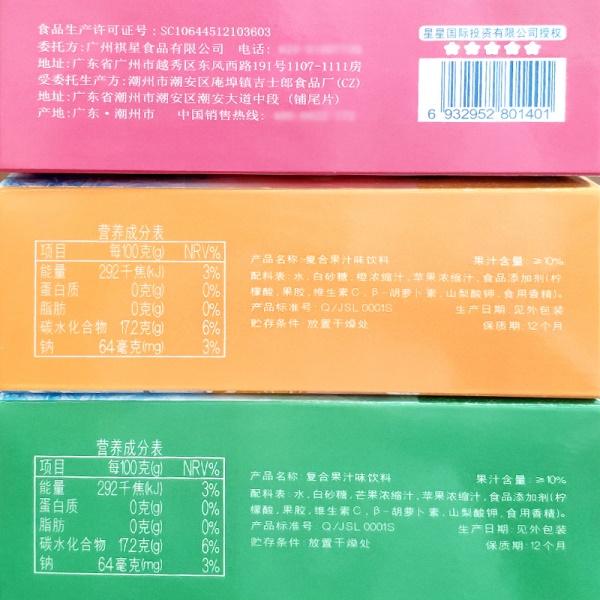 食品生产许可证号：SC10644512103603
委托方:广州祺星食品有限公司 电话:
地址:广东省广州市越秀区东风西路191号1107-1111房
受委托生产方:潮州市潮安区庵埠镇吉士郎食品厂(CZ)
地址:广东省潮州市潮安区潮安大道中段（铺尾片）
产地:广东·潮州市 中国销售热线:
星星国际投资有限公司授权
6 932952 801401
营养成分表
项目 每100克(g) NRV%
能量 292千焦(kJ) 3%
蛋白质 0克(g) 0%
脂肪 0克(g) 0%
碳水化合物 17.2克(g) 6%
钠 64毫克(mg) 3%
产品名称:复合果汁味饮料 果汁含量:≥10%
配料表:水,白砂糖,橙浓缩汁,苹果浓缩汁,食品添加剂(柠
檬酸,果胶,维生素C,β-胡萝卜素,山梨酸钾,食用香精)。
产品标准号:Q/JSL 0001S 生产日期:见外包装
贮存条件:放置干燥处 保质期:12个月
营养成分表
项目 每100克(g) NRV%
能量 292千焦(kJ) 3%
蛋白质 0克(g) 0%
脂肪 0克(g) 0%
碳水化合物 17.2克(g) 6%
钠 64毫克(mg) 3%
产品名称:复合果汁味饮料 果汁含量:≥10%
配料表:水,白砂糖,芒果浓缩汁,苹果浓缩汁,食品添加剂(柠
檬酸,果胶,维生素C,β-胡萝卜素,山梨酸钾,食用香精)。
产品标准号:Q/JSL 0001S 生产日期:见外包装
贮存条件:放置干燥处 保质期:12个月